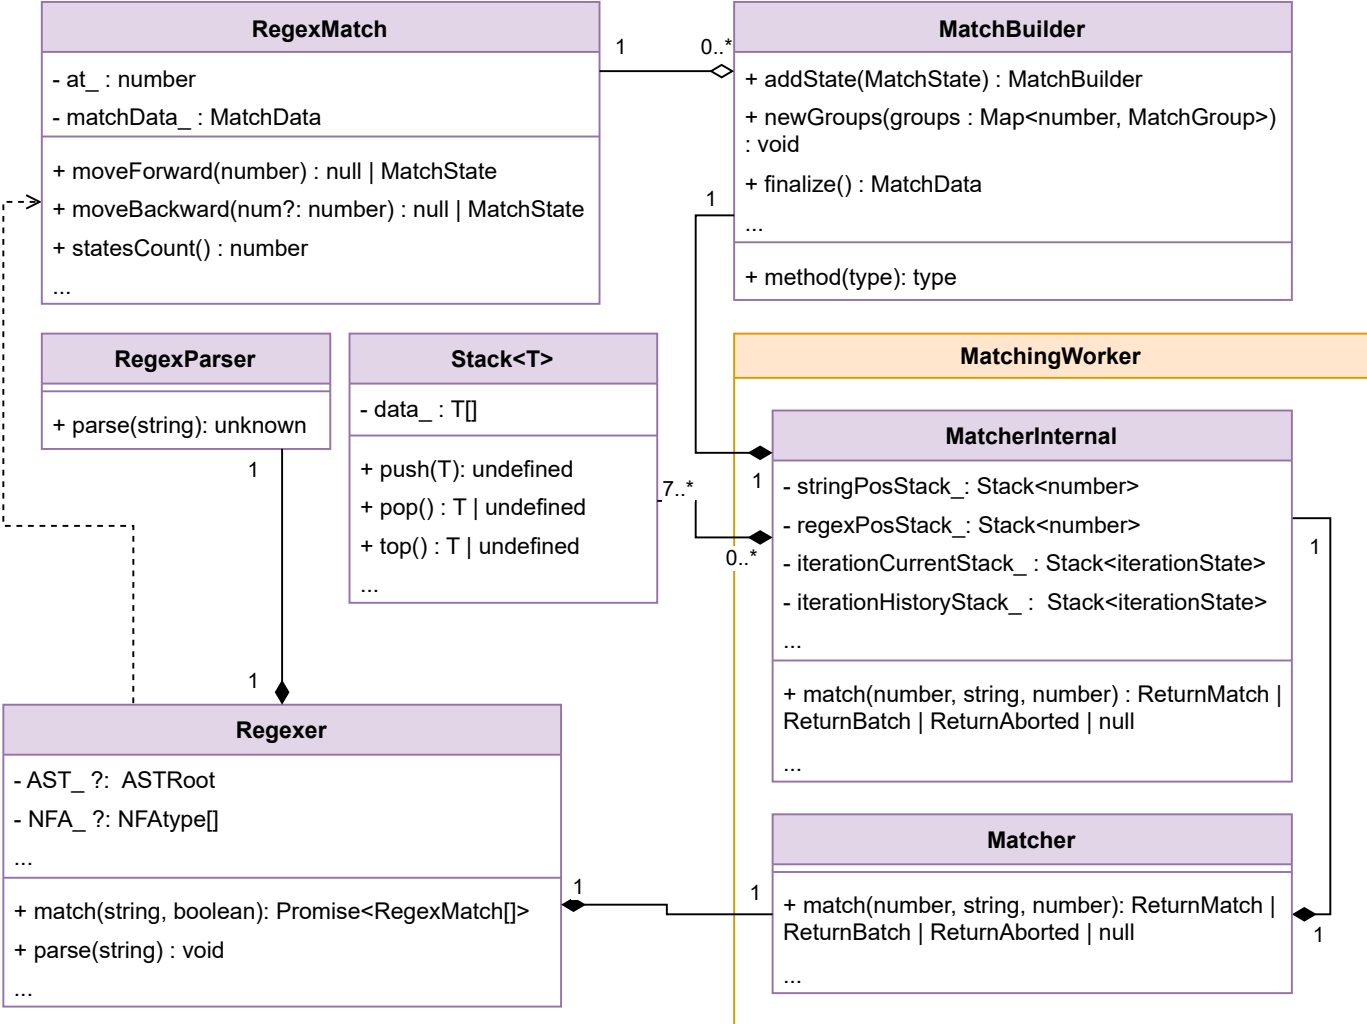 RegexMatch
- at_ : number
- matchData_ : MatchData
+ moveForward(number) : null | MatchState
+ moveBackward(num?: number) : null | MatchState
+ statesCount() : number
...
1
0..*
MatchBuilder
+ addState(MatchState) : MatchBuilder
+ newGroups(groups : Map<number, MatchGroup>)
: void
+ finalize() : MatchData
...
+ method(type): type
1
RegexParser
+ parse(string): unknown
1
Stack<T>
- data_ : T[]
+ push(T): undefined
+ pop() : T | undefined
+ top() : T | undefined
...
7..*
0..*
1
MatchingWorker
MatcherInternal
- stringPosStack_: Stack<number>
- regexPosStack_: Stack<number>
- iterationCurrentStack_ : Stack<iterationState>
- iterationHistoryStack_ :  Stack<iterationState>
...
+ match(number, string, number) : ReturnMatch |
ReturnBatch | ReturnAborted | null
...
1
1
Regexer
- AST_ ?:  ASTRoot
- NFA_ ?: NFAtype[]
...
+ match(string, boolean): Promise<RegexMatch[]>
+ parse(string) : void
...
1
1
Matcher
+ match(number, string, number): ReturnMatch |
ReturnBatch | ReturnAborted | null
...
1